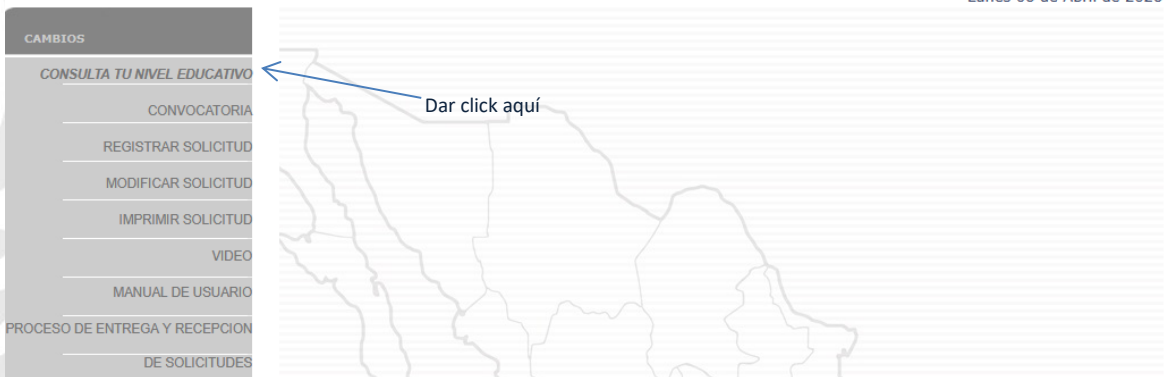 CAMBIOS
CONSULTA TU NIVEL EDUCATIVO
Dar click aquí
CONVOCATORIA
REGISTRAR SOLICITUD
MODIFICAR SOLICITUD
IMPRIMIR SOLICITUD
VIDEO
MANUAL DE USUARIO
PROCESO DE ENTREGA Y RECEPCION
DE SOLICITUDES